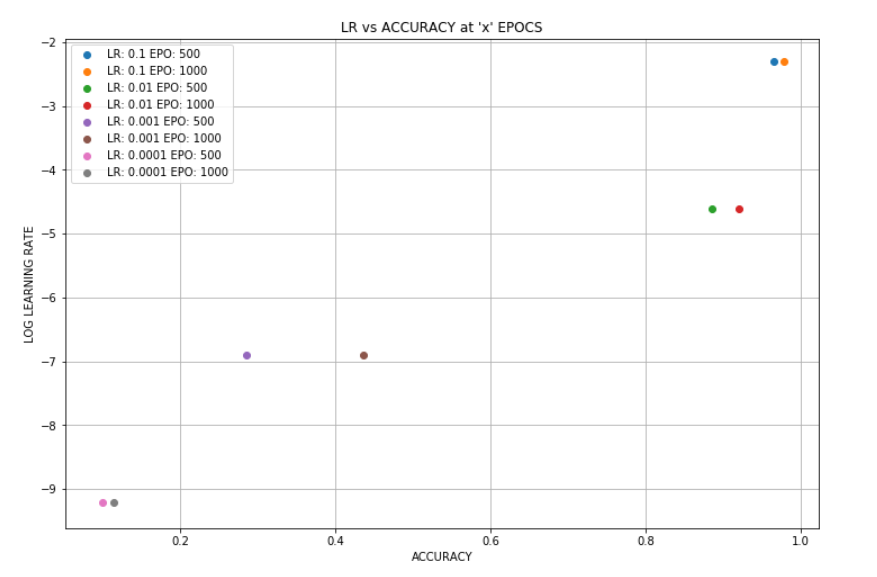 LR vs ACCURACY at 'x' EPOCS
LR: 0.1 EPO: 500
LR: 0.1 EPO: 1000
LR: 0.01 EPO: 500
LR: 0.01 EPO: 1000
LR: 0.001 EPO: 500
LR: 0.001 EPO: 1000
LR: 0.0001 EPO: 500
LR: 0.0001 EPO: 1000
LOG LEARNING RATE
−2
−3
−4
−5
−6
−7
−8
−9
0.2 0.4 0.6 0.8 1.0
ACCURACY